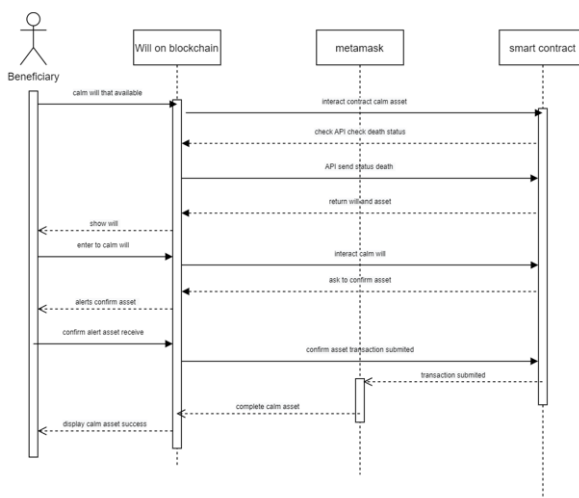 Will on blockchain
metamask
smart contract
Beneficiary
calm will that available
interact contract calm asset
check API check death status
API send status death
return will and asset
show will
enter to calm will
interact calm will
ask to confirm asset
alerts confirm asset
confirm alert asset receive
confirm asset transaction submited
transaction submited
complete calm asset
display calm asset success